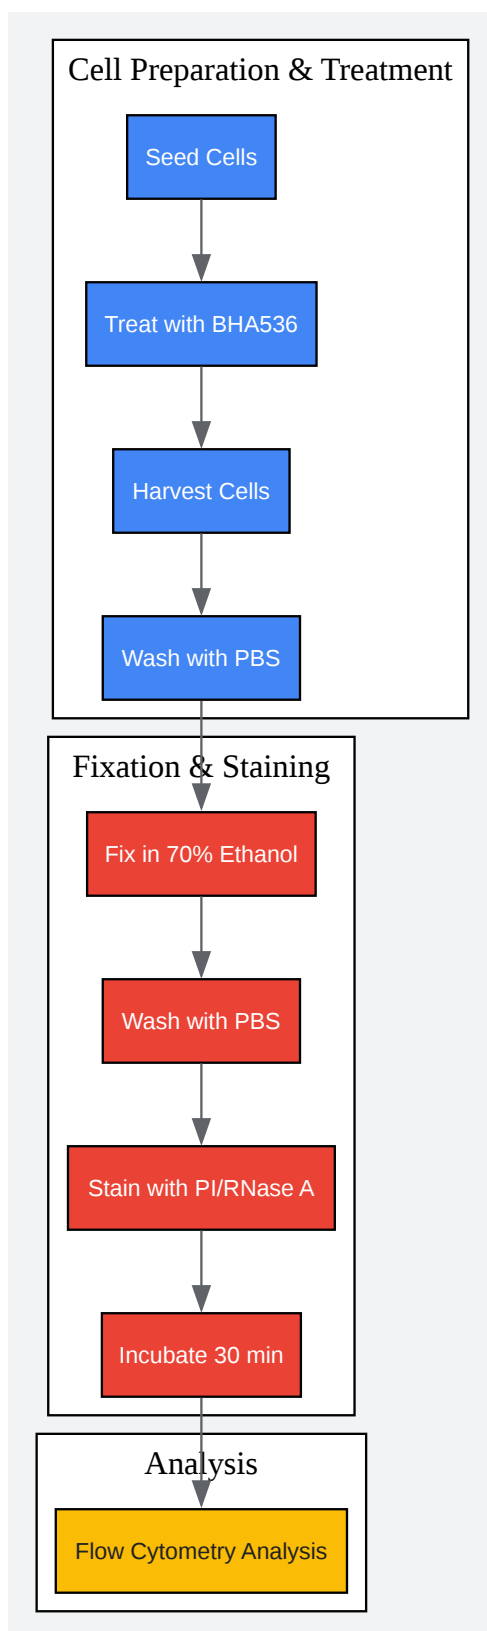 Cell Preparation & Treatment
Seed Cells
Treat with BHA536
Harvest Cells
Wash with PBS
Fixation & Staining
Fix in 70% Ethanol
Wash with PBS
Stain with PI/RNase A
Incubate 30 min
Analysis
Flow Cytometry Analysis